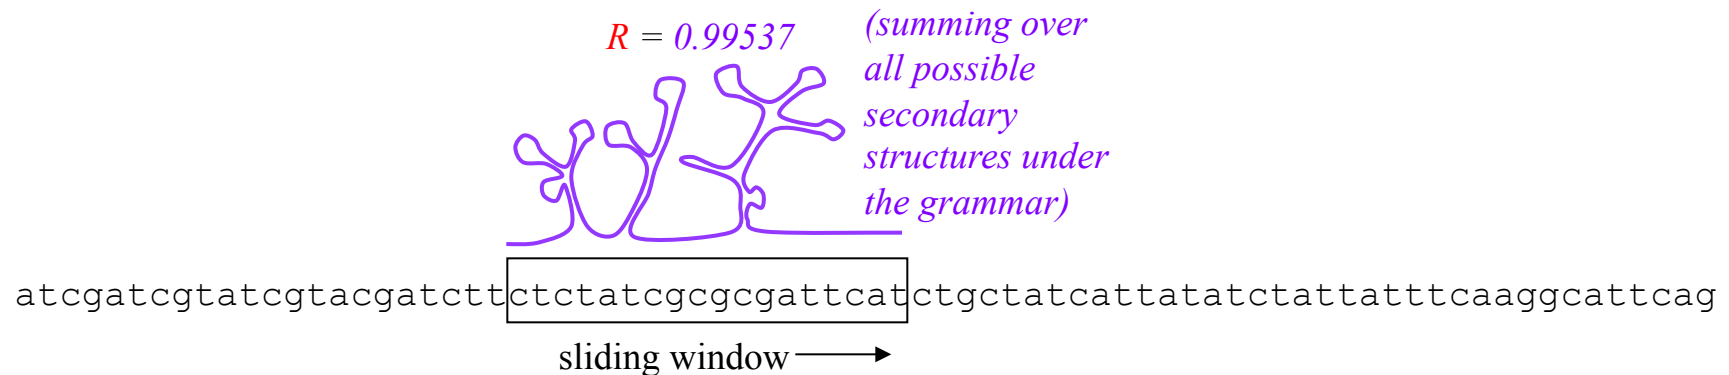 R = 0.99537
(summing over
all possible
secondary
structures under
the grammar)
atcgatcgtatcgtacgatcttctctatcgcgcgattcatctgctatcattatatctattatttcaaggcattcag
sliding window